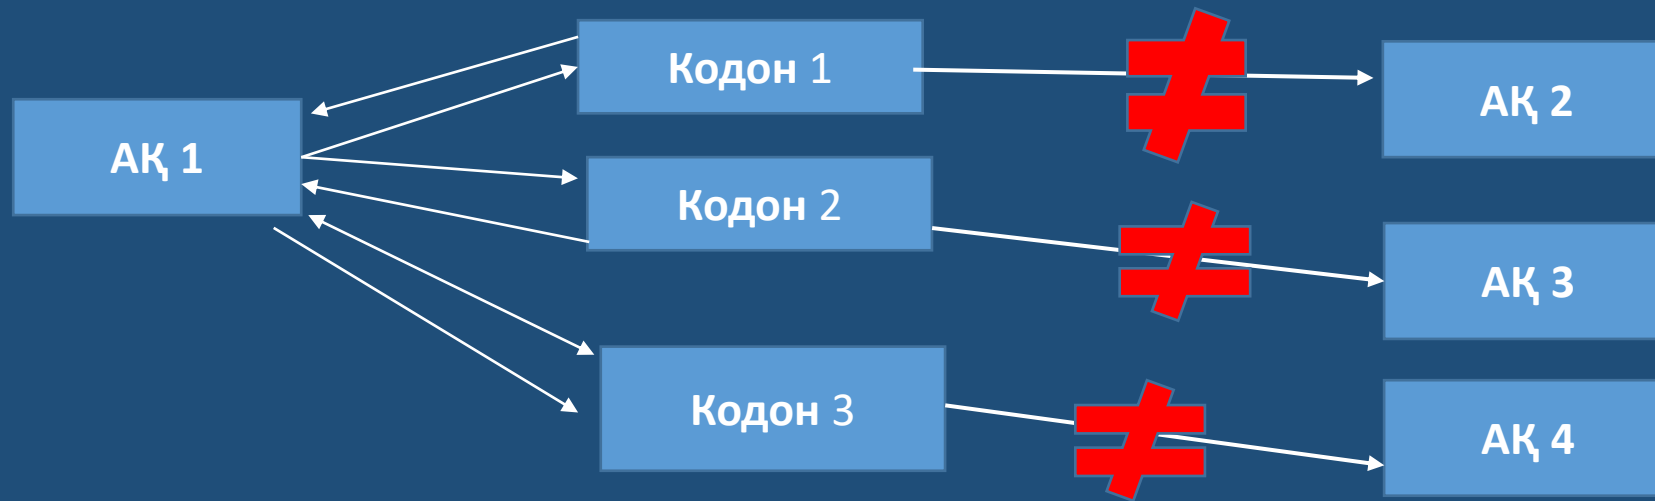 Кодон 1
АҚ 2
АҚ 1
Кодон 2
АҚ 3
Кодон 3
АҚ 4